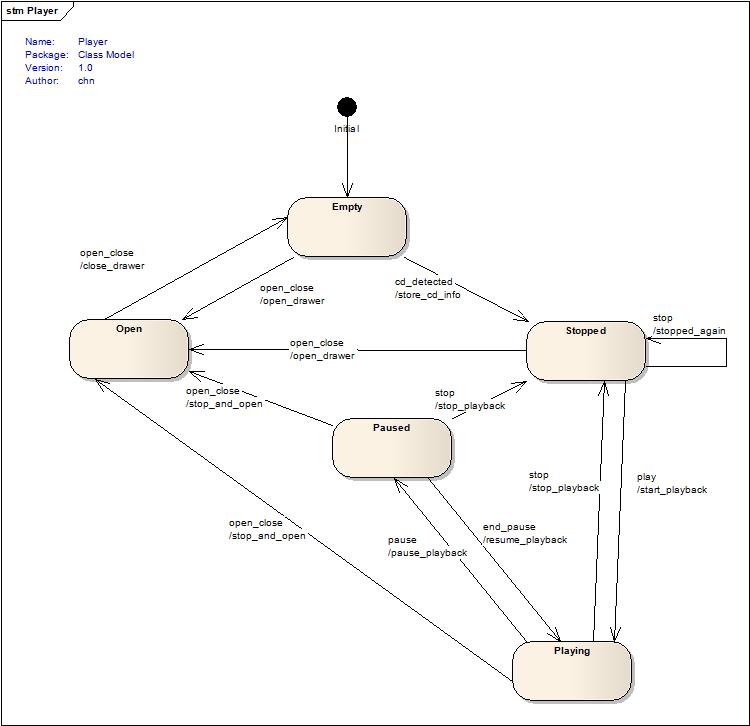 stm Player
Name: Player
Package: Class Model
Version: 1.0
Author: chn
Initial
Empty
open_close
/close_drawer
open_close
/open_drawer
cd_detected
/store_cd_info
Open
Stopped
stop
/stopped_again
open_close
/open_drawer
open_close
/stop_and_open
stop
/stop_playback
Paused
stop
/stop_playback
play
/start_playback
open_close
/stop_and_open
pause
/pause_playback
end_pause
/resume_playback
Playing